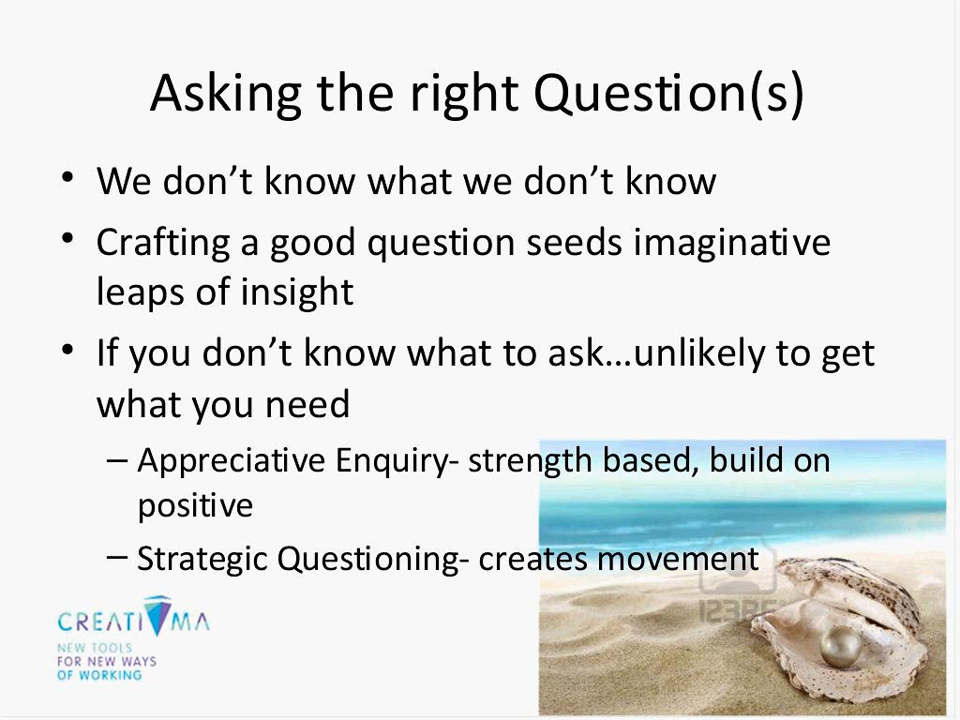 Asking the right Question(s)
• We don’t know what we don’t know
• Crafting a good question seeds imaginative
leaps of insight
• If you don’t know what to ask…unlikely to get
what you need
– Appreciative Enquiry- strength based, build on
positive
– Strategic Questioning- creates movement
CREATIVMA
NEW TOOLS
FOR NEW WAYS
OF WORKING